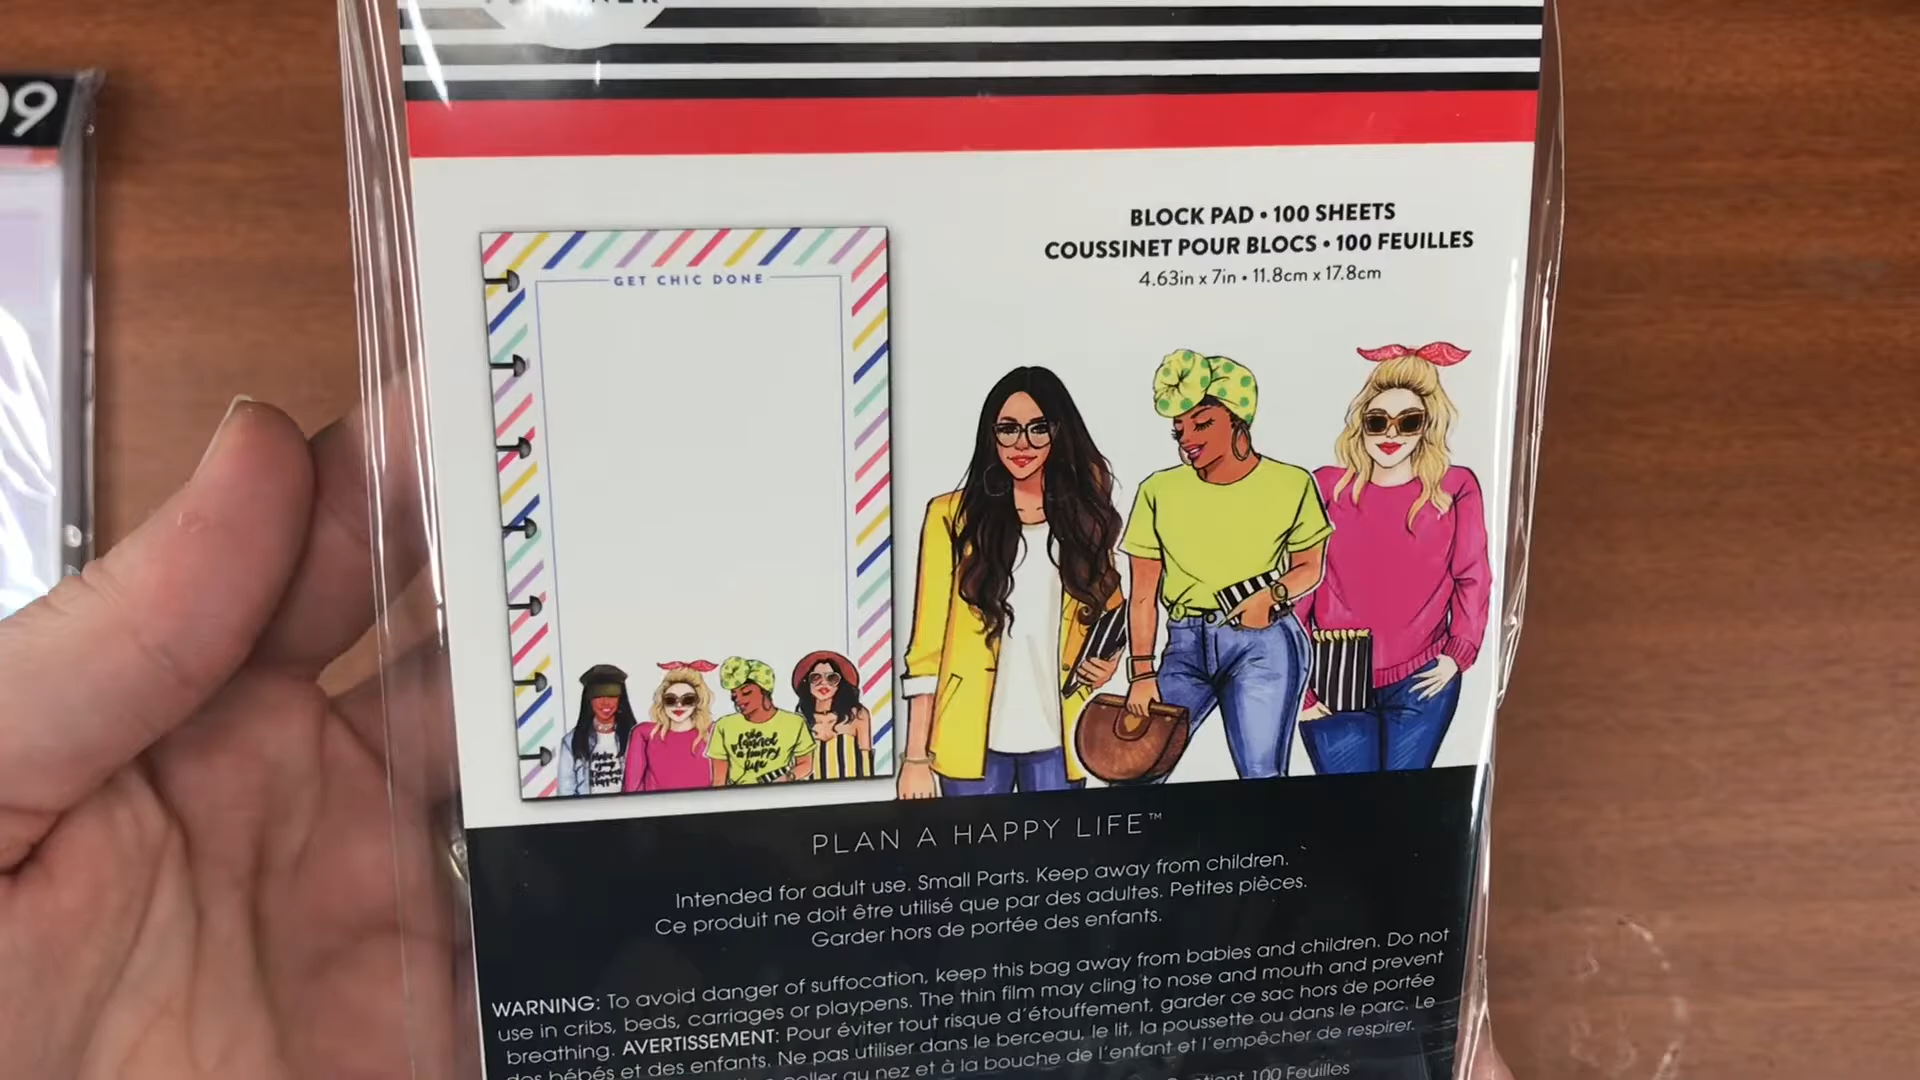 09
BLOCK PAD • 100 SHEETS
COUSSINET POUR BLOCS • 100 FEUILLES
4.63in x 7in • 11.8cm x 17.8cm
GET CHIC DONE
she
planned
a happy
life
PLAN A HAPPY LIFE™
Intended for adult use. Small Parts. Keep away from children.
Ce produit ne doit être utilisé que par des adultes. Petites pièces.
Garder hors de portée des enfants.
WARNING: To avoid danger of suffocation, keep this bag away from babies and children. Do not
use in cribs, beds, carriages or playpens. The thin film may cling to nose and mouth and prevent
breathing. AVERTISSEMENT: Pour éviter tout risque d'étouffement, garder ce sac hors de portée
des bébés et des enfants. Ne pas utiliser dans le berceau, le lit, la poussette ou dans le parc. Le
coller au nez et à la bouche de l'enfant et l'empêcher de respirer.
100 Feuilles